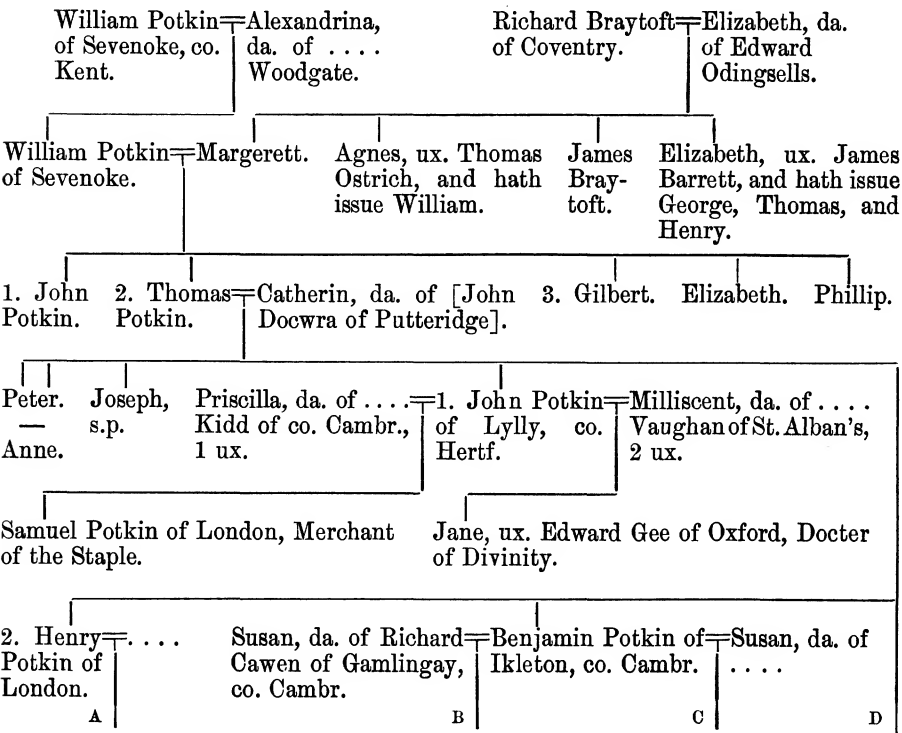 William Potkin Alexandrina,
of Sevenoke, co. da. of ....
Kent. Woodgate.
Richard Braytoft Elizabeth, da.
of Coventry. of Edward
Odingsells.
William Potkin Margerett.
of Sevenoke.
Agnes, ux. Thomas
Ostrich, and hath
issue William.
James
Bray-
toft.
Elizabeth, ux. James
Barrett, and hath issue
George, Thomas, and
Henry.
1. John
Potkin.
2. Thomas
Potkin.
Catherin, da. of [John
Docwra of Putteridge].
3. Gilbert.
Elizabeth.
Phillip.
Peter.
—
Anne.
Joseph,
s.p.
Priscilla, da. of ....
Kidd of co. Cambr.,
1 ux.
1. John Potkin
of Lylly, co.
Hertf.
Milliscent, da. of ....
Vaughan of St. Alban's,
2 ux.
Samuel Potkin of London, Merchant
of the Staple.
Jane, ux. Edward Gee of Oxford, Docter
of Divinity.
2. Henry
Potkin of
London.
....
A
Susan, da. of Richard
Cawen of Gamlingay,
co. Cambr.
B
Benjamin Potkin of
Ikleton, co. Cambr.
C
Susan, da. of
....
D